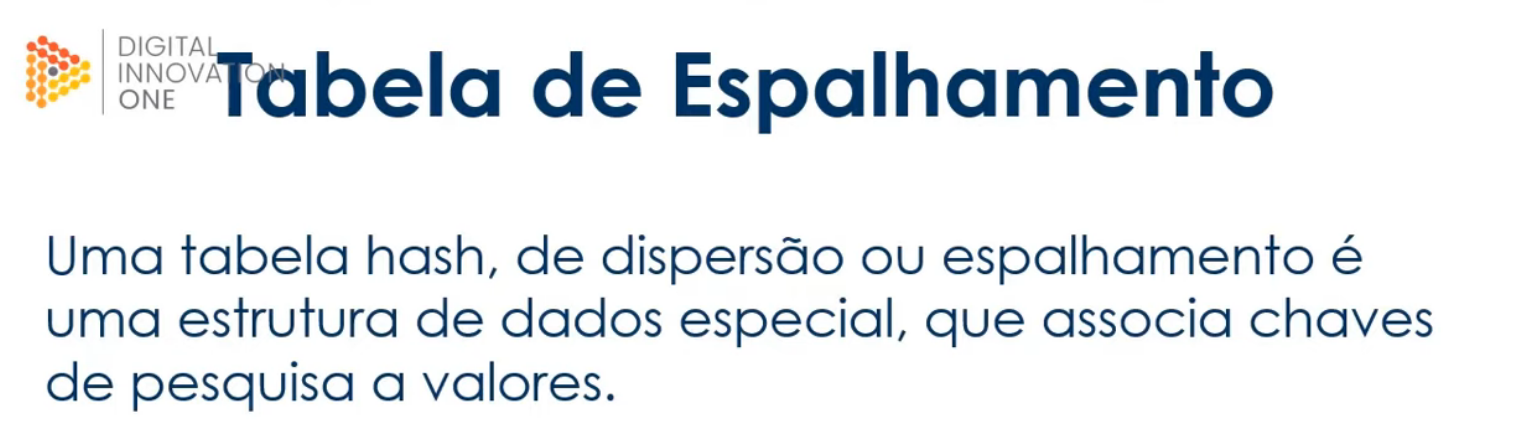 DIGITAL
INNOVATION
ONE
Tabela de Espalhamento
Uma tabela hash, de dispersão ou espalhamento é
uma estrutura de dados especial, que associa chaves
de pesquisa a valores.